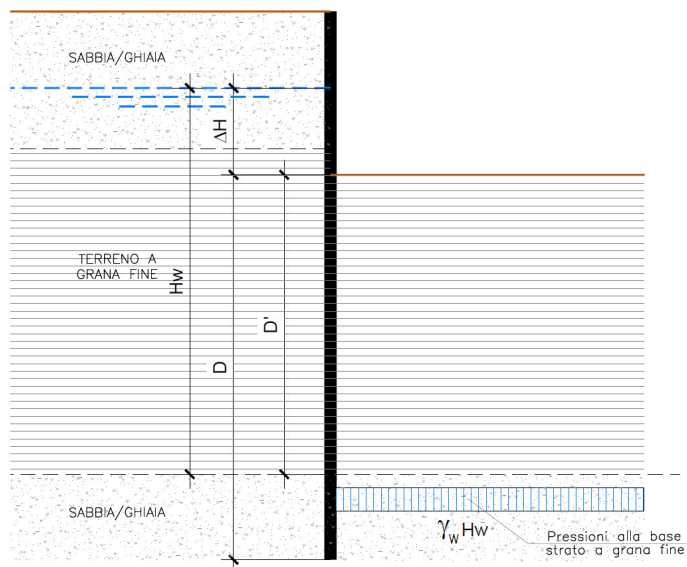 SABBIA/GHIAIA
ΔH
TERRENO A
GRANA FINE
Hw
D'
D
SABBIA/GHIAIA
γw Hw
Pressioni alla base
strato a grana fine